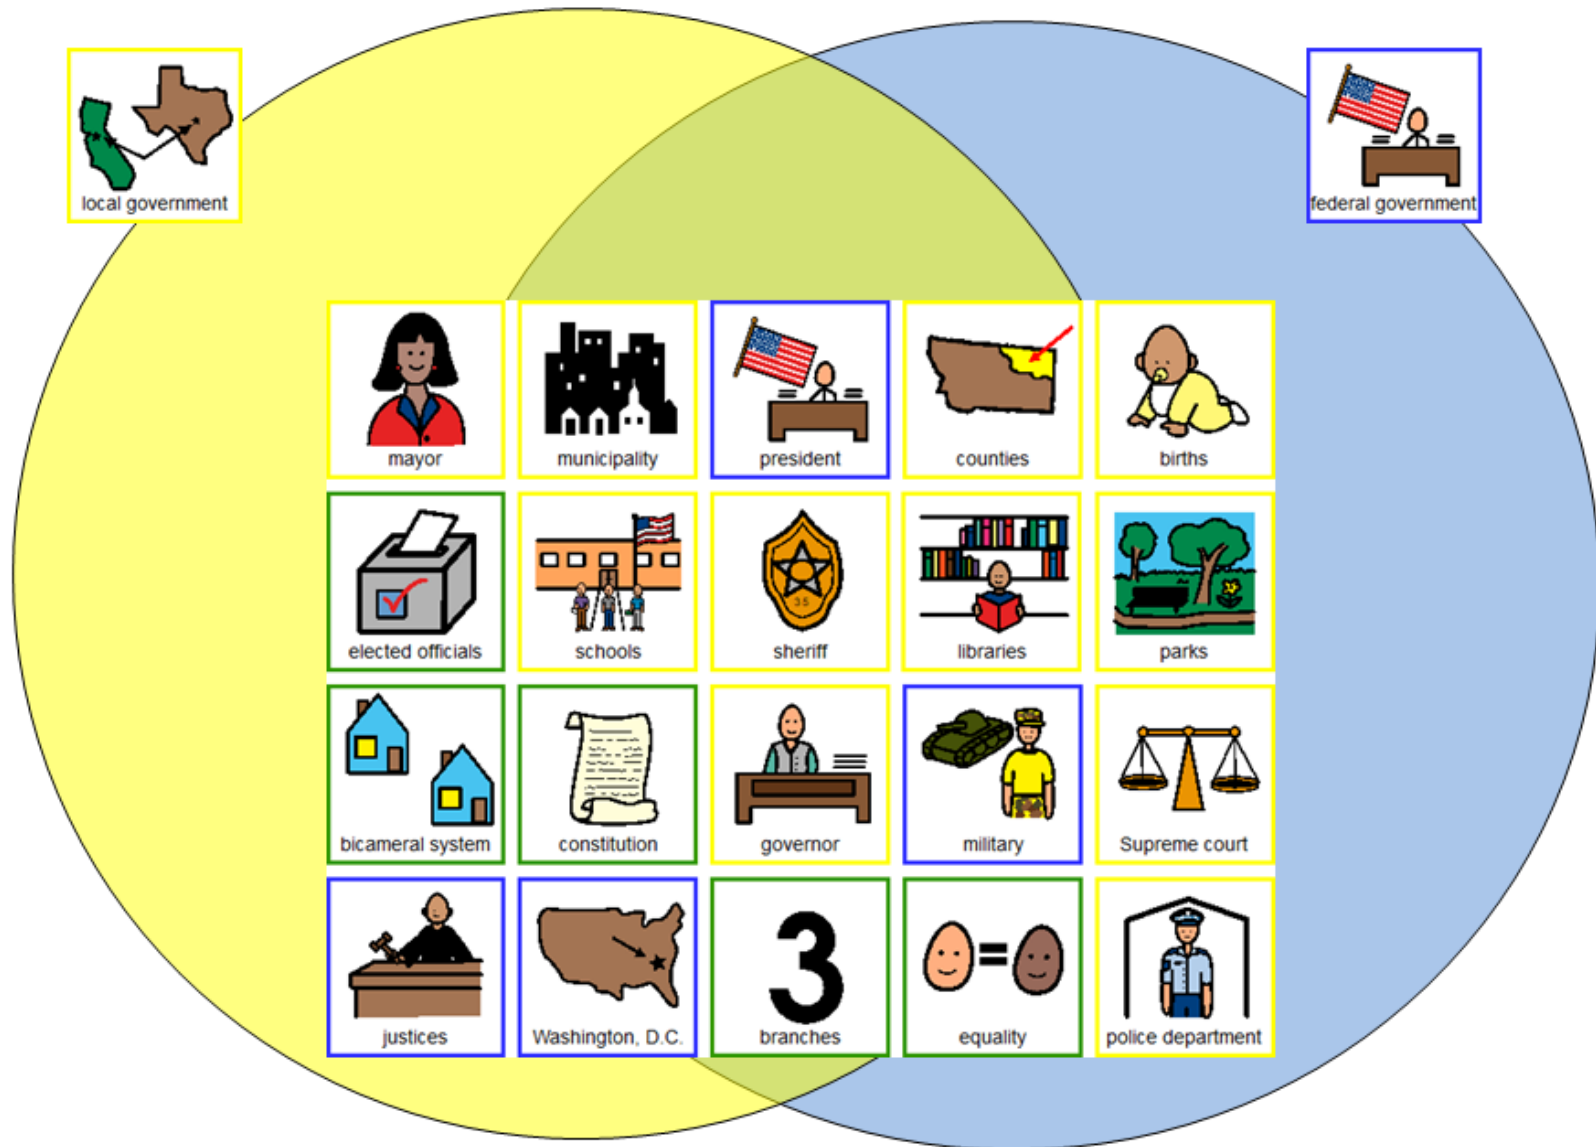 local government
federal government
mayor
municipality
president
counties
births
elected officials
schools
35
sheriff
libraries
parks
bicameral system
constitution
governor
military
Supreme court
justices
Washington, D.C.
3
branches
=
equality
police department